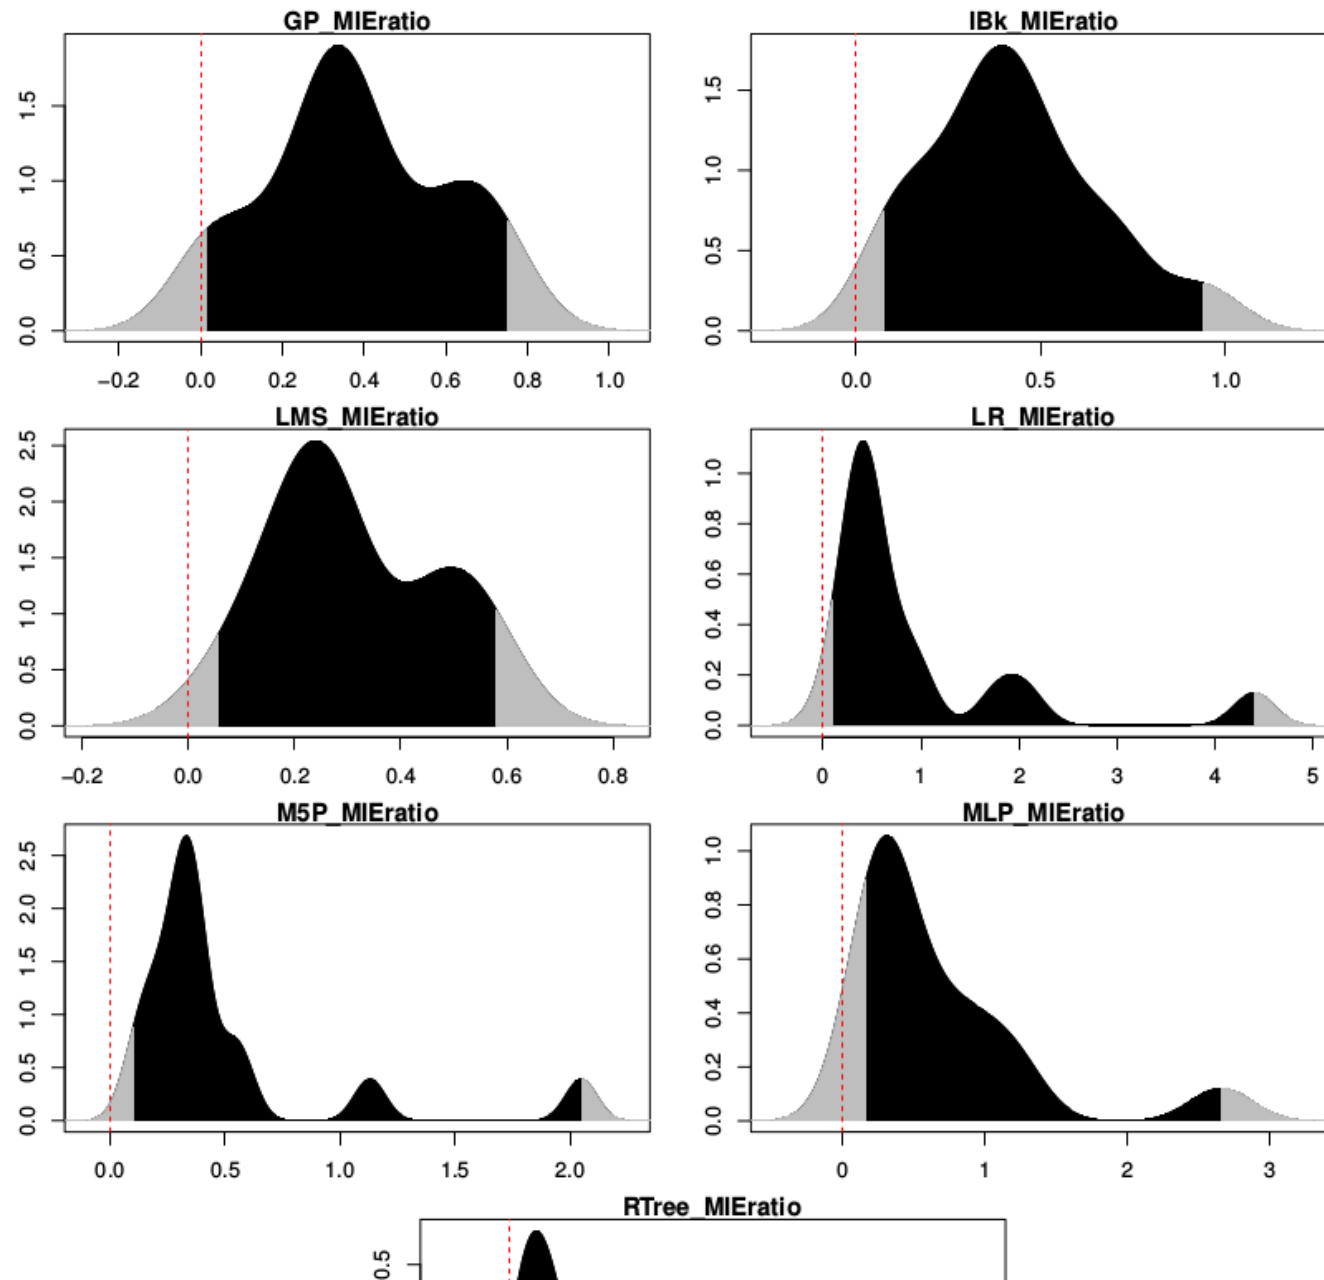 GP_MIEratio
0.0 0.5 1.0 1.5
−0.2 0.0 0.2 0.4 0.6 0.8 1.0
IBk_MIEratio
0.0 0.5 1.0 1.5
0.0 0.5 1.0
LMS_MIEratio
0.0 0.5 1.0 1.5 2.0 2.5
−0.2 0.0 0.2 0.4 0.6 0.8
LR_MIEratio
0.0 0.2 0.4 0.6 0.8 1.0
0 1 2 3 4 5
M5P_MIEratio
0.0 0.5 1.0 1.5 2.0 2.5
0.0 0.5 1.0 1.5 2.0
MLP_MIEratio
0.0 0.2 0.4 0.6 0.8 1.0
0 1 2 3
RTree_MIEratio
0.5